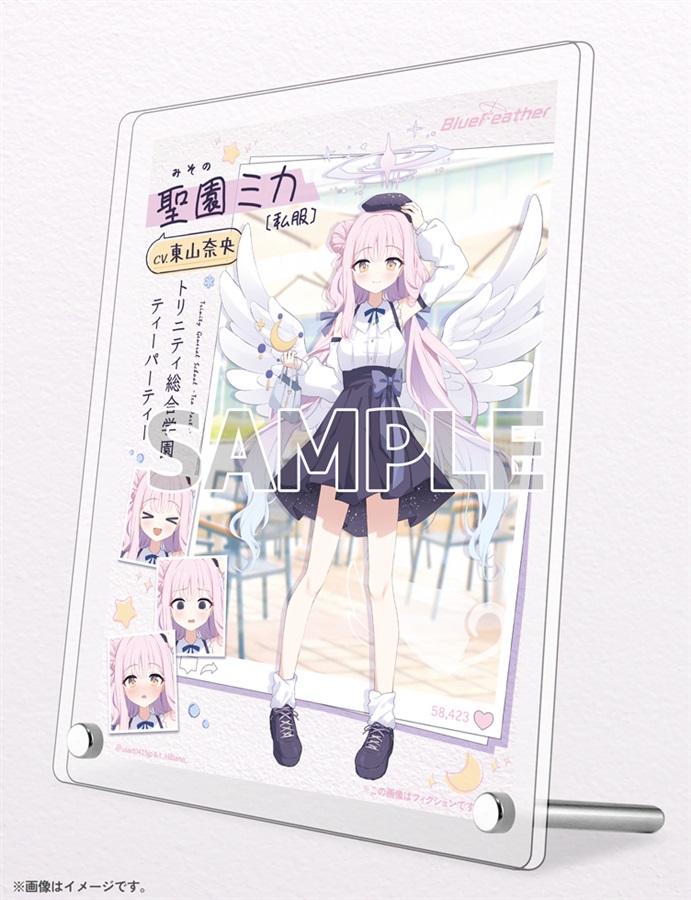 BlueFeather
みその
聖園ミカ
[私服]
CV.東山奈央
トリニティ総合学園
ティーパーティー
Trinity General School
SAMPLE
58,423
※この画像はフィクションです
※画像はイメージです。